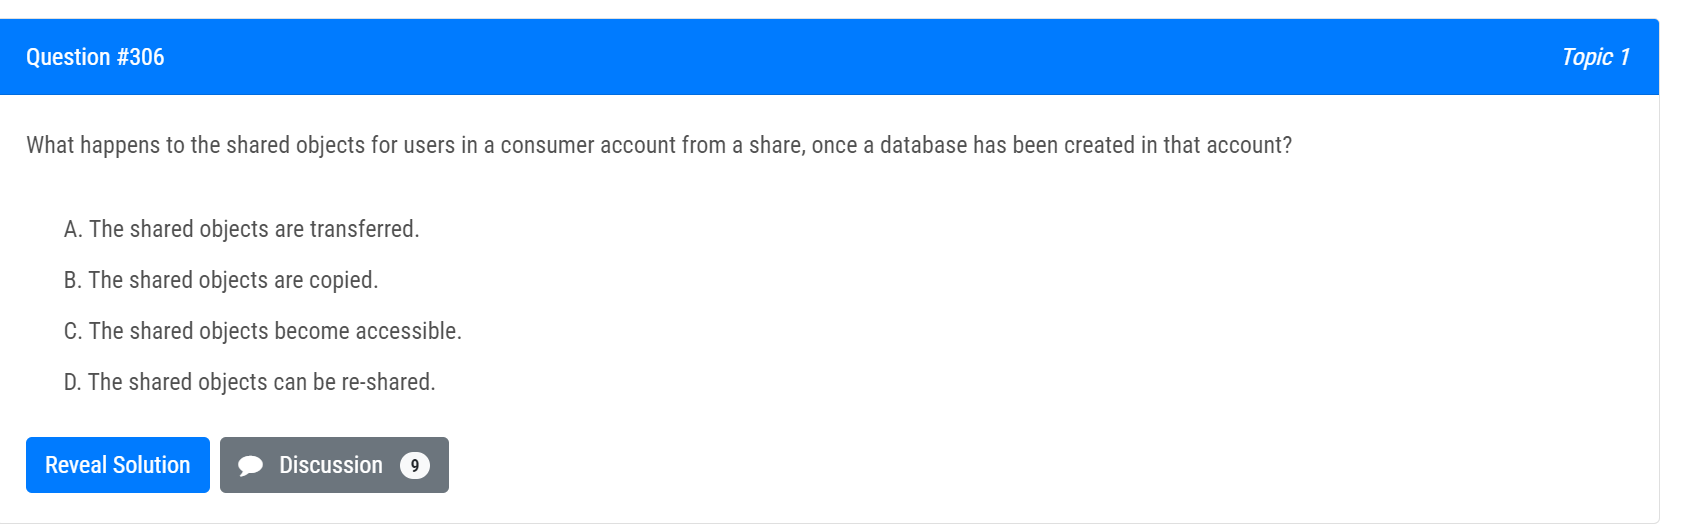 Question #306
Topic 1
What happens to the shared objects for users in a consumer account from a share, once a database has been created in that account?
A. The shared objects are transferred.
B. The shared objects are copied.
C. The shared objects become accessible.
D. The shared objects can be re-shared.
Reveal Solution
Discussion 9